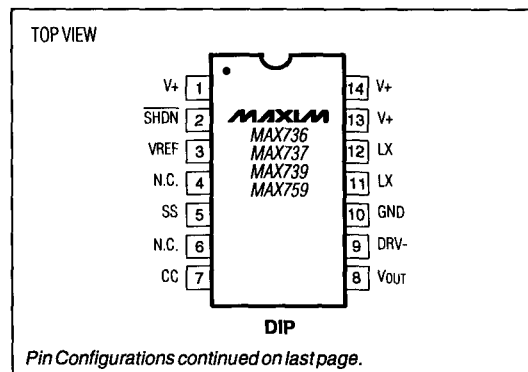 TOP VIEW
V+ 1
SHDN 2
VREF 3
N.C. 4
SS 5
N.C. 6
CC 7
MAXIM
MAX736
MAX737
MAX739
MAX759
14 V+
13 V+
12 LX
11 LX
10 GND
9 DRV-
8 VOUT
DIP
Pin Configurations continued on last page.